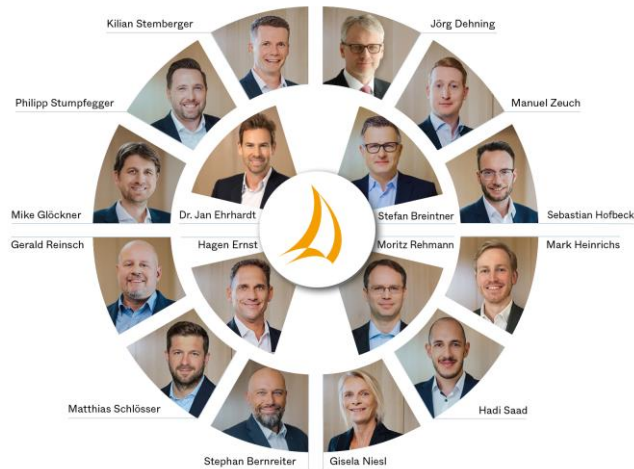 Kilian Stemberger
Jörg Dehning
Philipp Stumpfegger
Manuel Zeuch
Mike Glöckner
Dr. Jan Ehrhardt
Stefan Breintner
Sebastian Hofbeck
Gerald Reinsch
Hagen Ernst
Moritz Rehmann
Mark Heinrichs
Matthias Schlösser
Hadi Saad
Stephan Bernreiter
Gisela Niesl